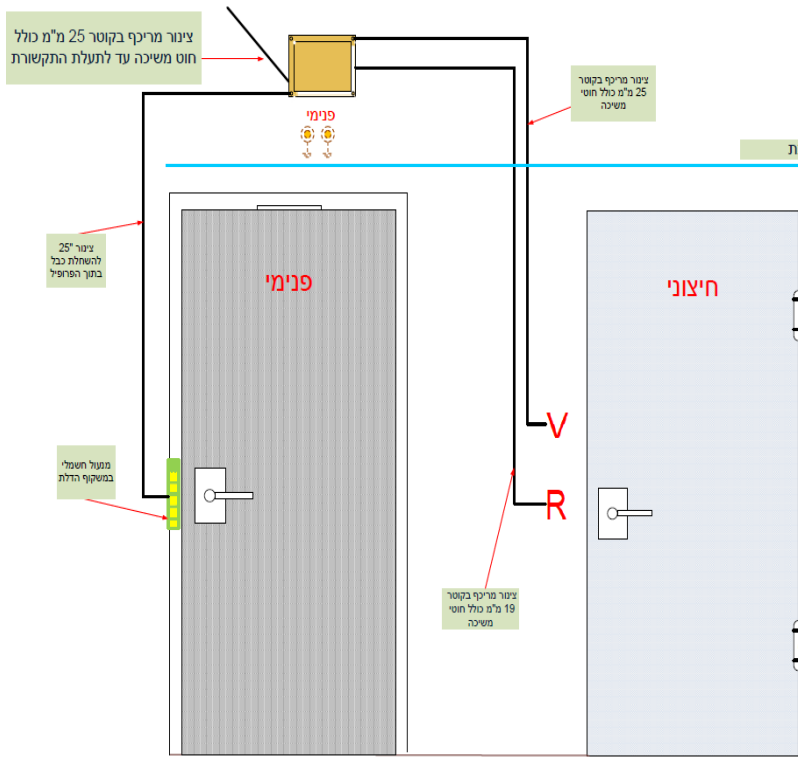 צינור מריכף בקוטר 25 מ"מ כולל
חוט משיכה עד לתעלת התקשורת
פנימי
צינור מריכף בקוטר
25 מ"מ כולל חוטי
משיכה
ת
צינור "25
להשחלת כבל
בתוך הפרופיל
פנימי
חיצוני
V
מנעול חשמלי
במשקוף הדלת
R
צינור מריכף בקוטר
19 מ"מ כולל חוטי
משיכה